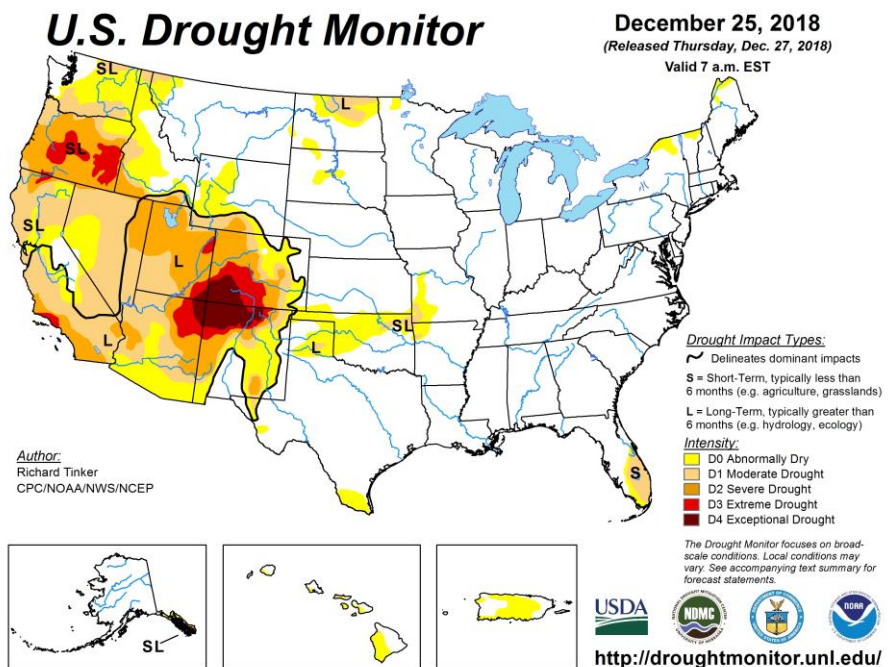 U.S. Drought Monitor
December 25, 2018
(Released Thursday, Dec. 27, 2018)
Valid 7 a.m. EST
SL
L
SL
SL
L
SL
L
L
S
Drought Impact Types:
Delineates dominant impacts
S = Short-Term, typically less than
6 months (e.g. agriculture, grasslands)
L = Long-Term, typically greater than
6 months (e.g. hydrology, ecology)
Intensity:
D0 Abnormally Dry
D1 Moderate Drought
D2 Severe Drought
D3 Extreme Drought
D4 Exceptional Drought
Author:
Richard Tinker
CPC/NOAA/NWS/NCEP
The Drought Monitor focuses on broad-
scale conditions. Local conditions may
vary. See accompanying text summary for
forecast statements.
SL
USDA
NDMC
NOAA
http://droughtmonitor.unl.edu/